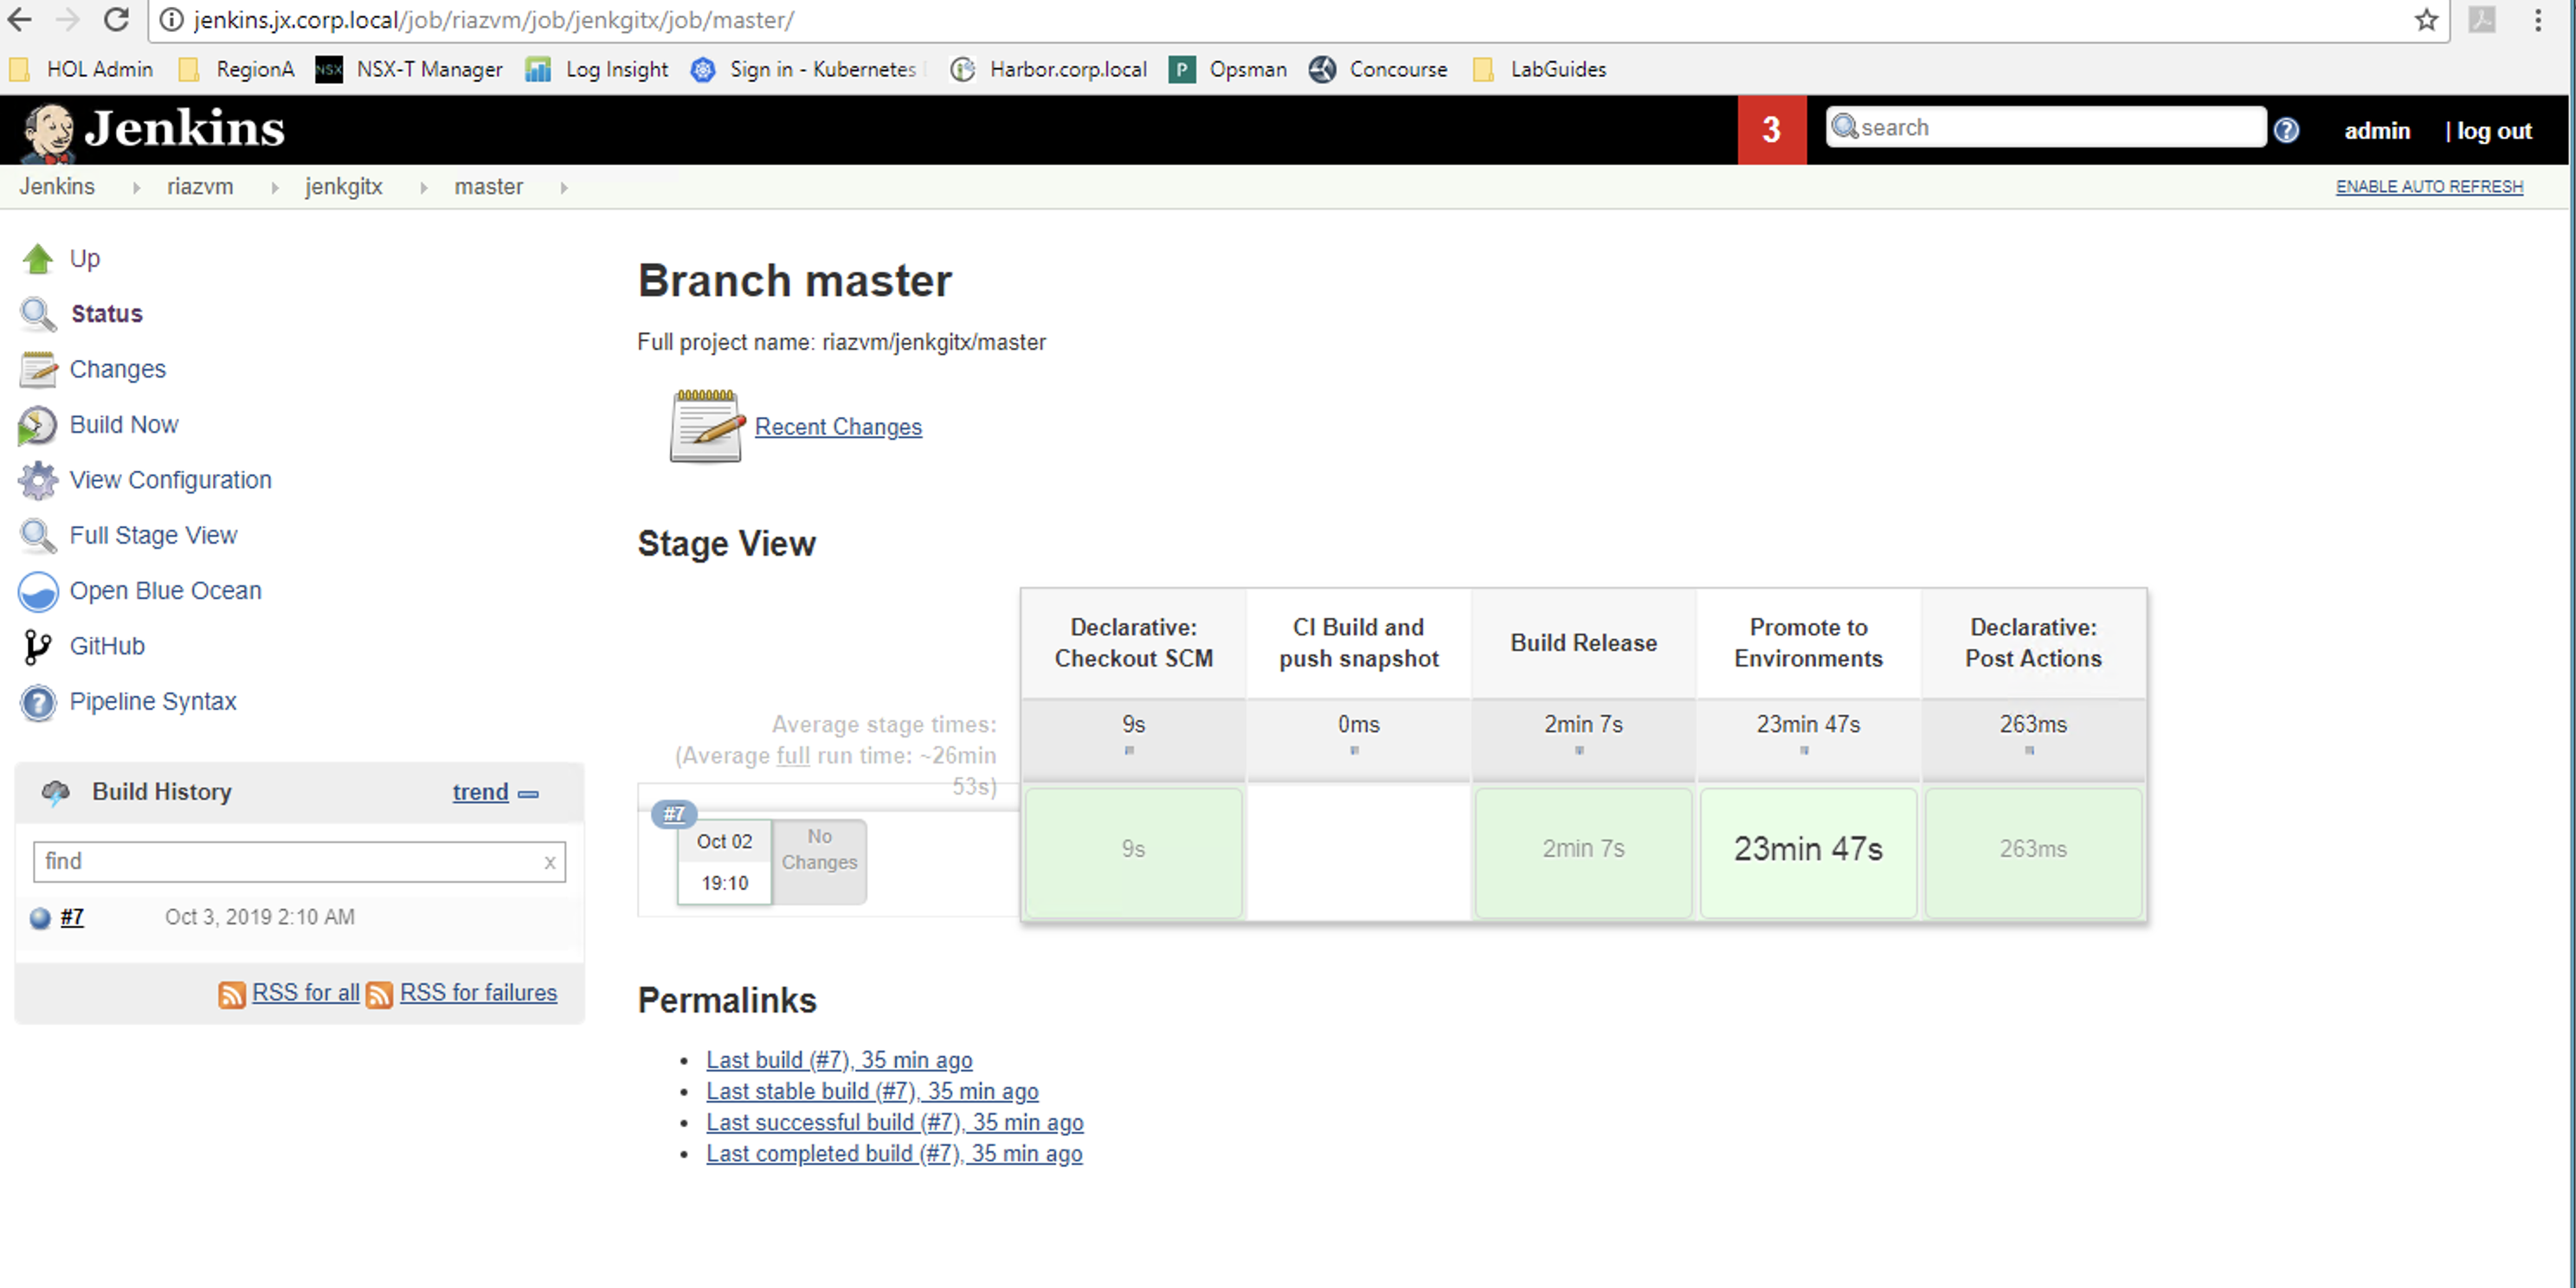 jenkins.jx.corp.local/job/riazvm/job/jenkgitx/job/master/
HOL Admin RegionA NSX NSX-T Manager Log Insight Sign in - Kubernetes Harbor.corp.local P Opsman Concourse LabGuides
Jenkins 3 search ? admin | log out
Jenkins riazvm jenkgitx master ENABLE AUTO REFRESH
Up
Status
Changes
Build Now
View Configuration
Full Stage View
Open Blue Ocean
GitHub
? Pipeline Syntax
Build History trend
find x
#7 Oct 3, 2019 2:10 AM
RSS for all RSS for failures
Branch master
Full project name: riazvm/jenkgitx/master
Recent Changes
Stage View
Declarative:
Checkout SCM
CI Build and
push snapshot
Build Release
Promote to
Environments
Declarative:
Post Actions
Average stage times:
(Average full run time: ~26min
53s)
9s 0ms 2min 7s 23min 47s 263ms
#7
Oct 02
19:10
No
Changes
9s 2min 7s 23min 47s 263ms
Permalinks
• Last build (#7), 35 min ago
• Last stable build (#7), 35 min ago
• Last successful build (#7), 35 min ago
• Last completed build (#7), 35 min ago